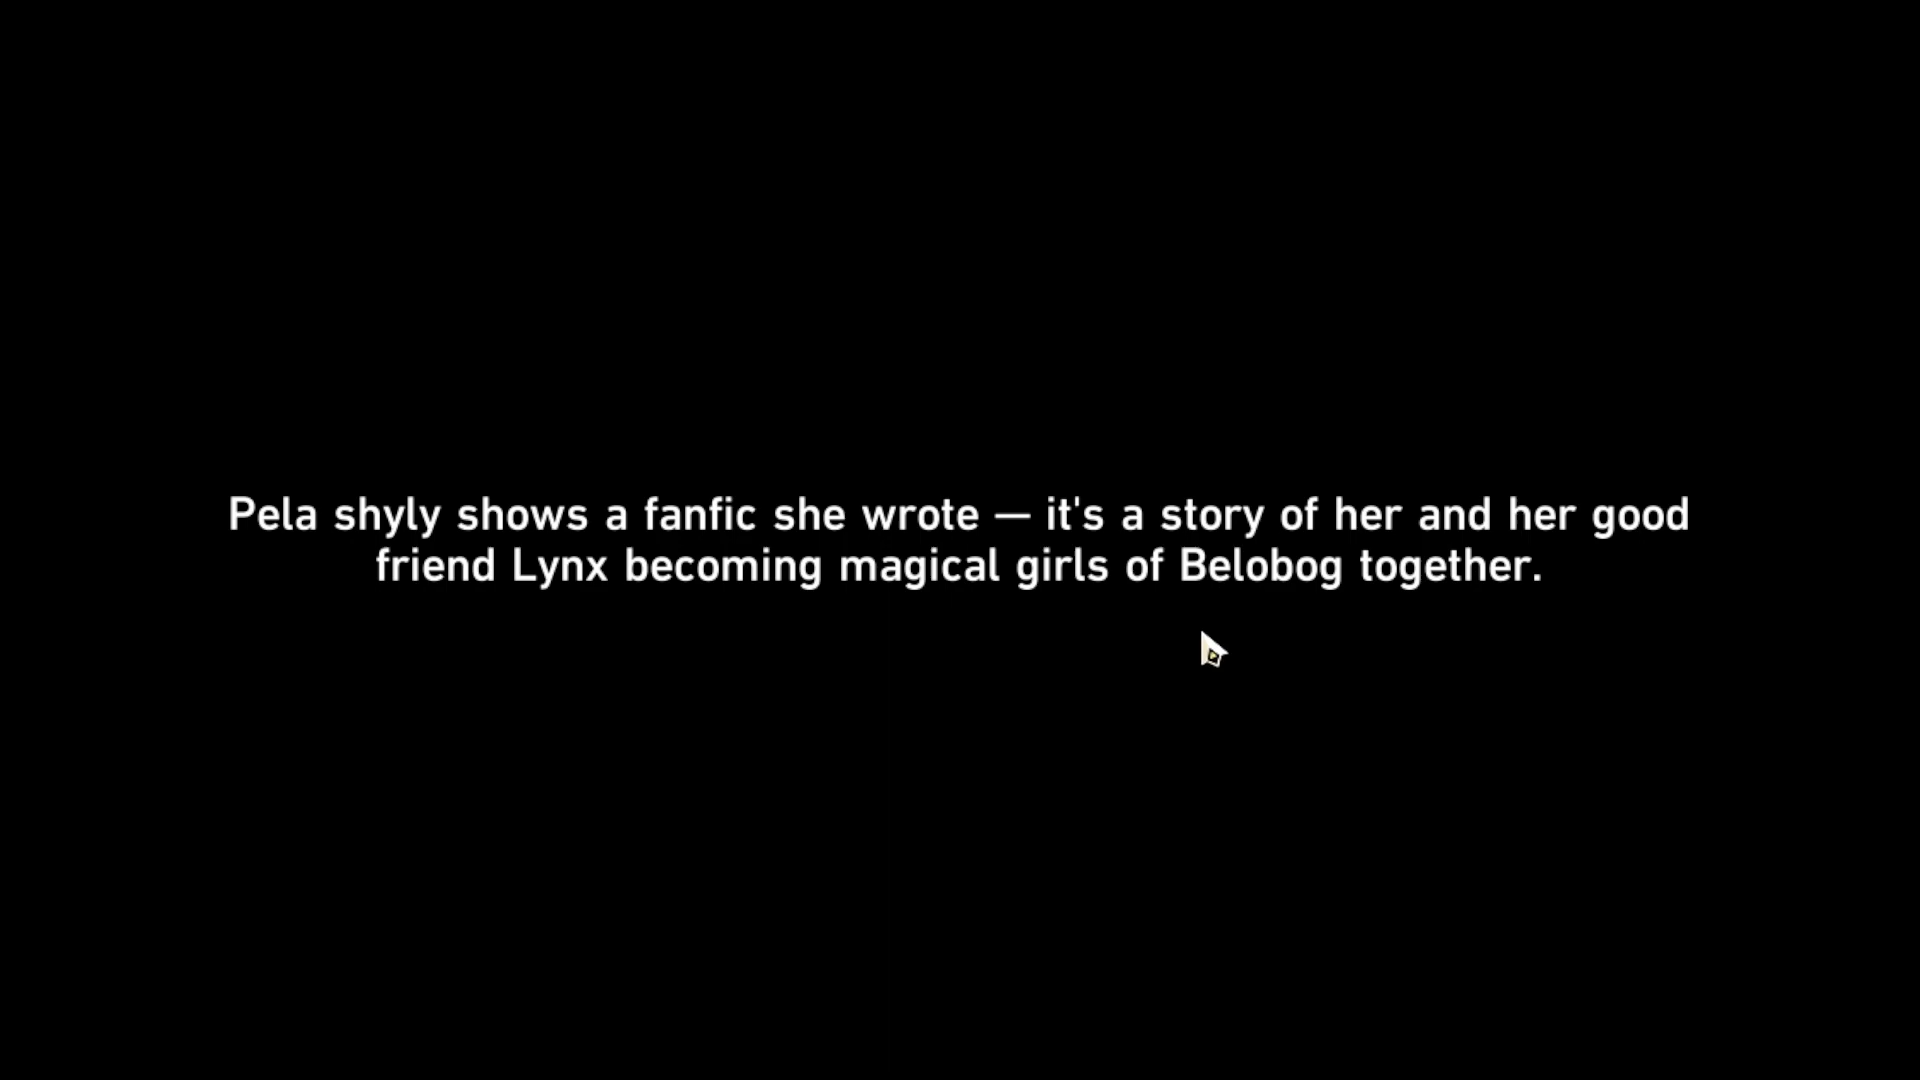 Pela shyly shows a fanfic she wrote — it's a story of her and her good
friend Lynx becoming magical girls of Belobog together.